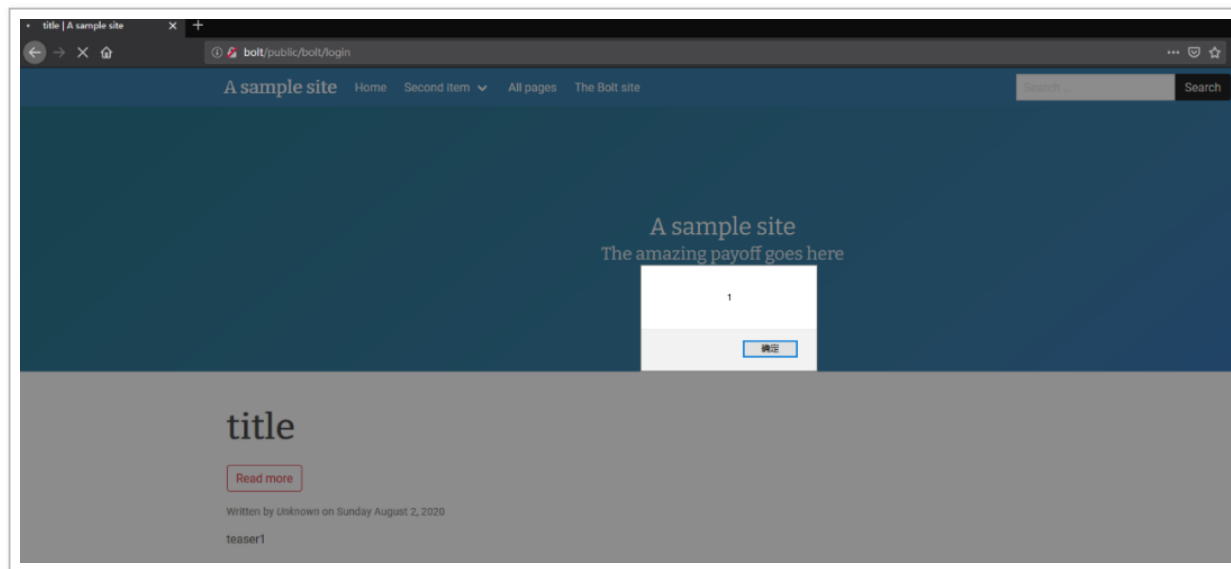 title | A sample site
bolt/public/bolt/login
A sample site Home Second item All pages The Bolt site Search ... Search
A sample site
The amazing payoff goes here
1
确定
title
Read more
Written by Unknown on Sunday August 2, 2020
teaser1